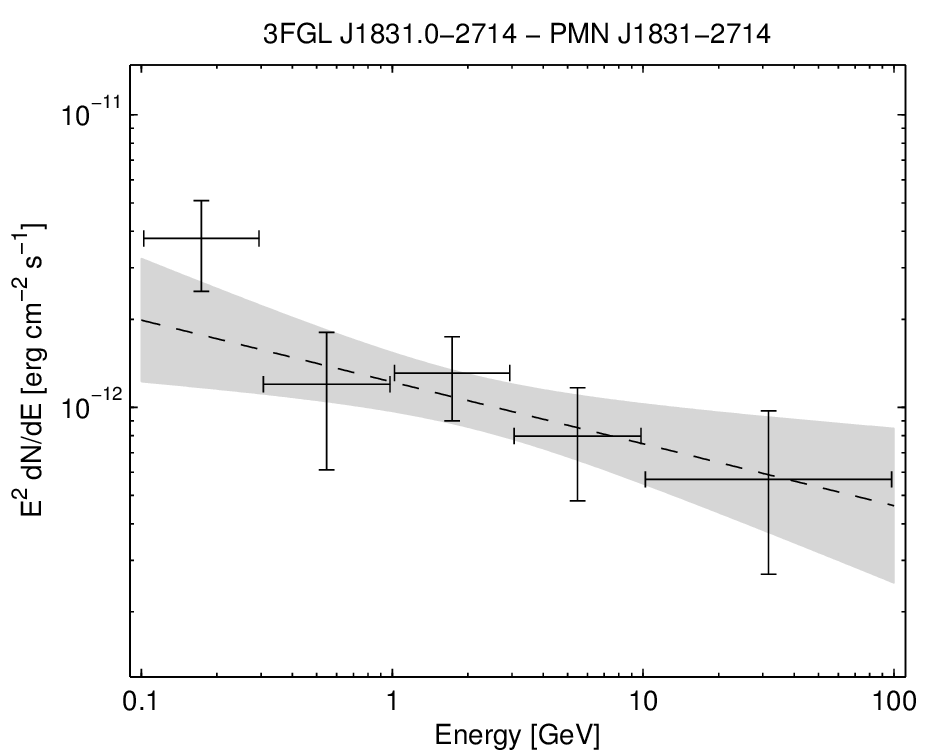 3FGL J1831.0−2714 − PMN J1831−2714
10⁻¹¹
10⁻¹²
E² dN/dE [erg cm⁻² s⁻¹]
0.1 1 10 100
Energy [GeV]